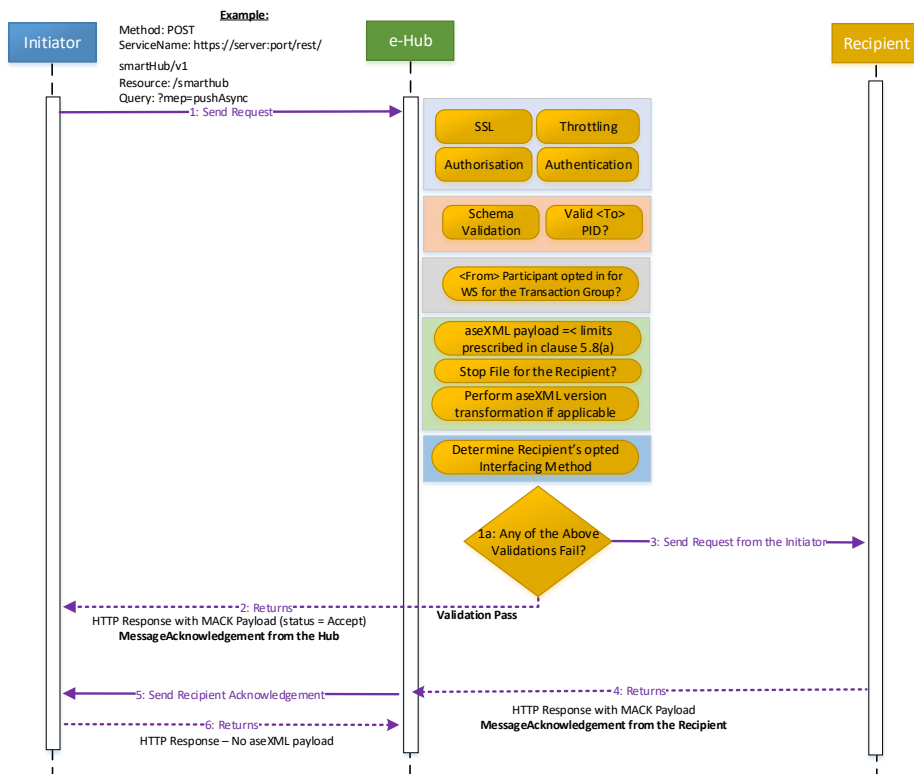 Example:
Method: POST
ServiceName: https://server:port/rest/
smartHub/v1
Resource: /smarthub
Query: ?mep=pushAsync
Initiator
e-Hub
Recipient
1: Send Request
SSL
Throttling
Authorisation
Authentication
Schema
Validation
Valid <To>
PID?
<From> Participant opted in for
WS for the Transaction Group?
aseXML payload =< limits
prescribed in clause 5.8(a)
Stop File for the Recipient?
Perform aseXML version
transformation if applicable
Determine Recipient's opted
Interfacing Method
1a: Any of the Above
Validations Fail?
3: Send Request from the Initiator
2: Returns
HTTP Response with MACK Payload (status = Accept)
MessageAcknowledgement from the Hub
Validation Pass
5: Send Recipient Acknowledgement
4: Returns
HTTP Response with MACK Payload
MessageAcknowledgement from the Recipient
6: Returns
HTTP Response – No aseXML payload